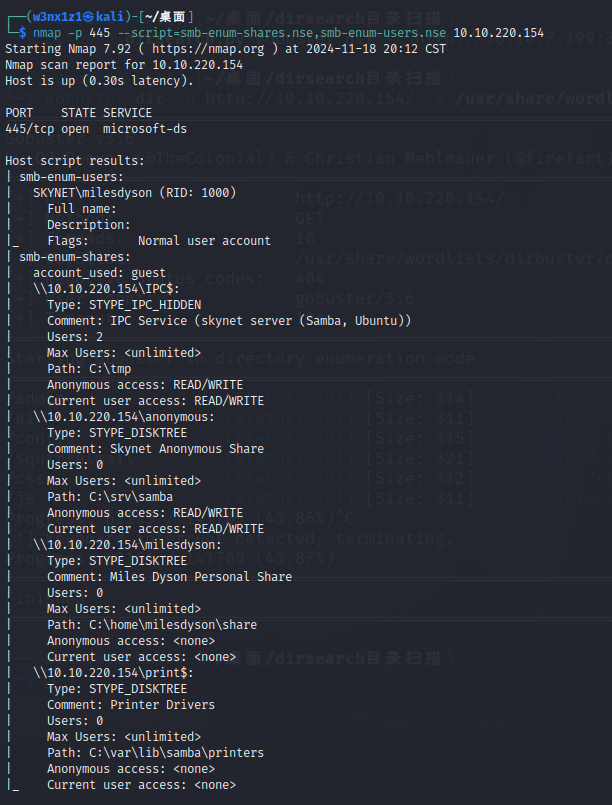 ┌──(w3nx1z1㉿kali)-[~/桌面]
└─$ nmap -p 445 --script=smb-enum-shares.nse,smb-enum-users.nse 10.10.220.154
Starting Nmap 7.92 ( https://nmap.org ) at 2024-11-18 20:12 CST
Nmap scan report for 10.10.220.154
Host is up (0.30s latency).

PORT    STATE SERVICE
445/tcp open  microsoft-ds

Host script results:
| smb-enum-users:
|   SKYNET\milesdyson (RID: 1000)
|     Full name:
|     Description:
|_    Flags:       Normal user account
| smb-enum-shares:
|   account_used: guest
|   \\10.10.220.154\IPC$:
|     Type: STYPE_IPC_HIDDEN
|     Comment: IPC Service (skynet server (Samba, Ubuntu))
|     Users: 2
|     Max Users: <unlimited>
|     Path: C:\tmp
|     Anonymous access: READ/WRITE
|     Current user access: READ/WRITE
|   \\10.10.220.154\anonymous:
|     Type: STYPE_DISKTREE
|     Comment: Skynet Anonymous Share
|     Users: 0
|     Max Users: <unlimited>
|     Path: C:\srv\samba
|     Anonymous access: READ/WRITE
|     Current user access: READ/WRITE
|   \\10.10.220.154\milesdyson:
|     Type: STYPE_DISKTREE
|     Comment: Miles Dyson Personal Share
|     Users: 0
|     Max Users: <unlimited>
|     Path: C:\home\milesdyson\share
|     Anonymous access: <none>
|     Current user access: <none>
|   \\10.10.220.154\print$:
|     Type: STYPE_DISKTREE
|     Comment: Printer Drivers
|     Users: 0
|     Max Users: <unlimited>
|     Path: C:\var\lib\samba\printers
|     Anonymous access: <none>
|_    Current user access: <none>